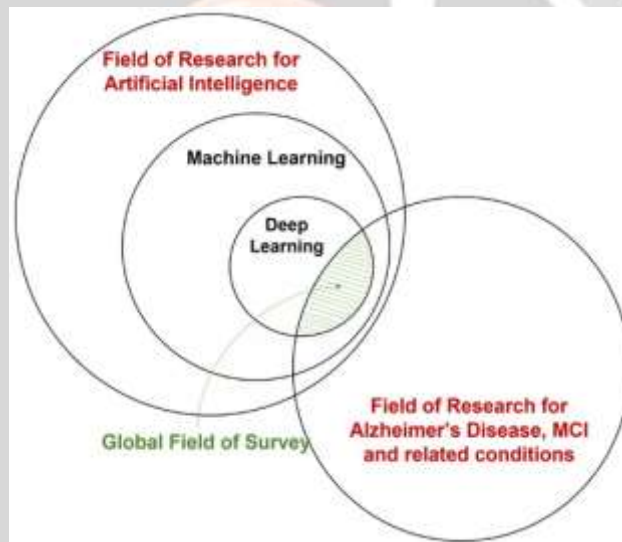 Field of Research for
Artificial Intelligence
Machine Learning
Deep
Learning
Global Field of Survey
Field of Research for
Alzheimer's Disease, MCI
and related conditions